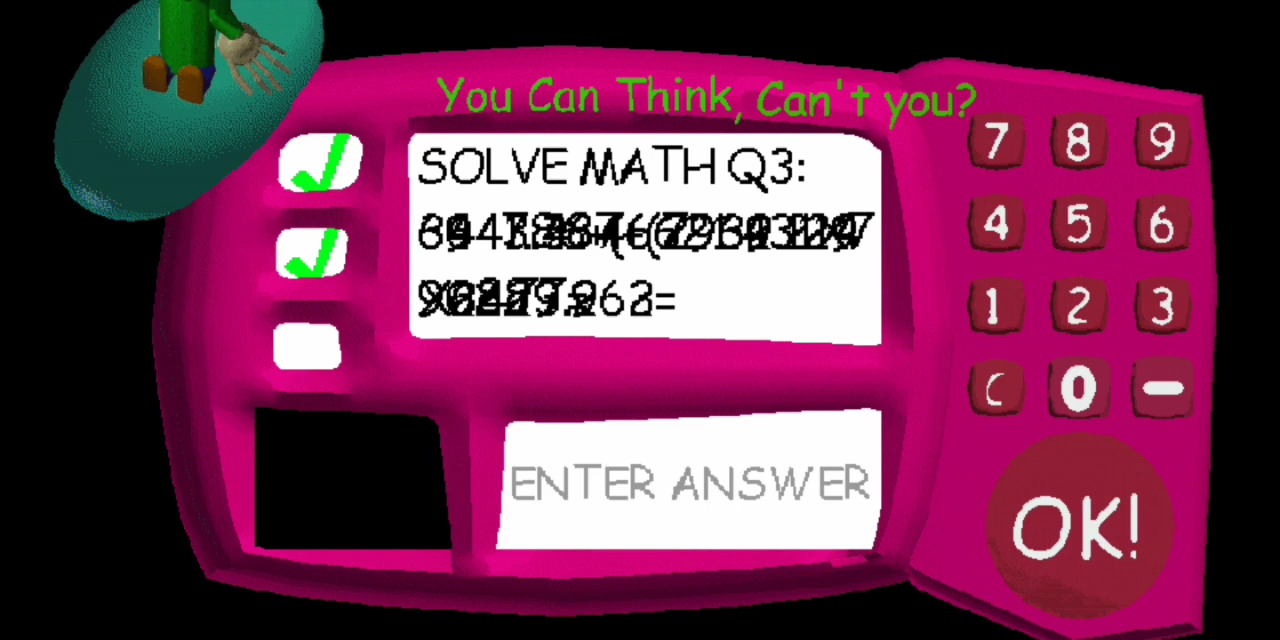 You Can Think, Can't you?
SOLVE MATH Q3:
7 8 9
4 5 6
1 2 3
C 0 -
ENTER ANSWER
OK!